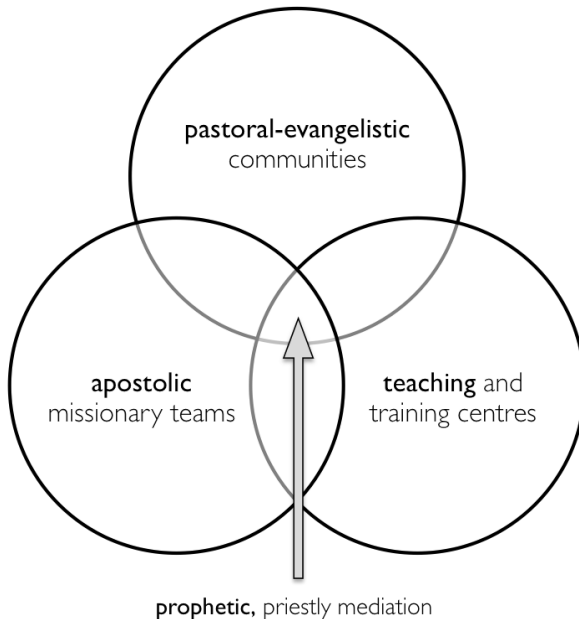 pastoral-evangelistic
communities
apostolic
missionary teams
teaching and
training centres
prophetic, priestly mediation